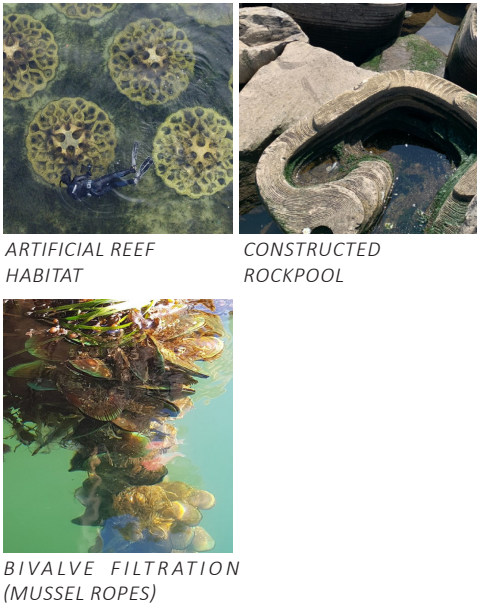 ARTIFICIAL REEF
HABITAT
CONSTRUCTED
ROCKPOOL
BIVALVE FILTRATION
(MUSSEL ROPES)